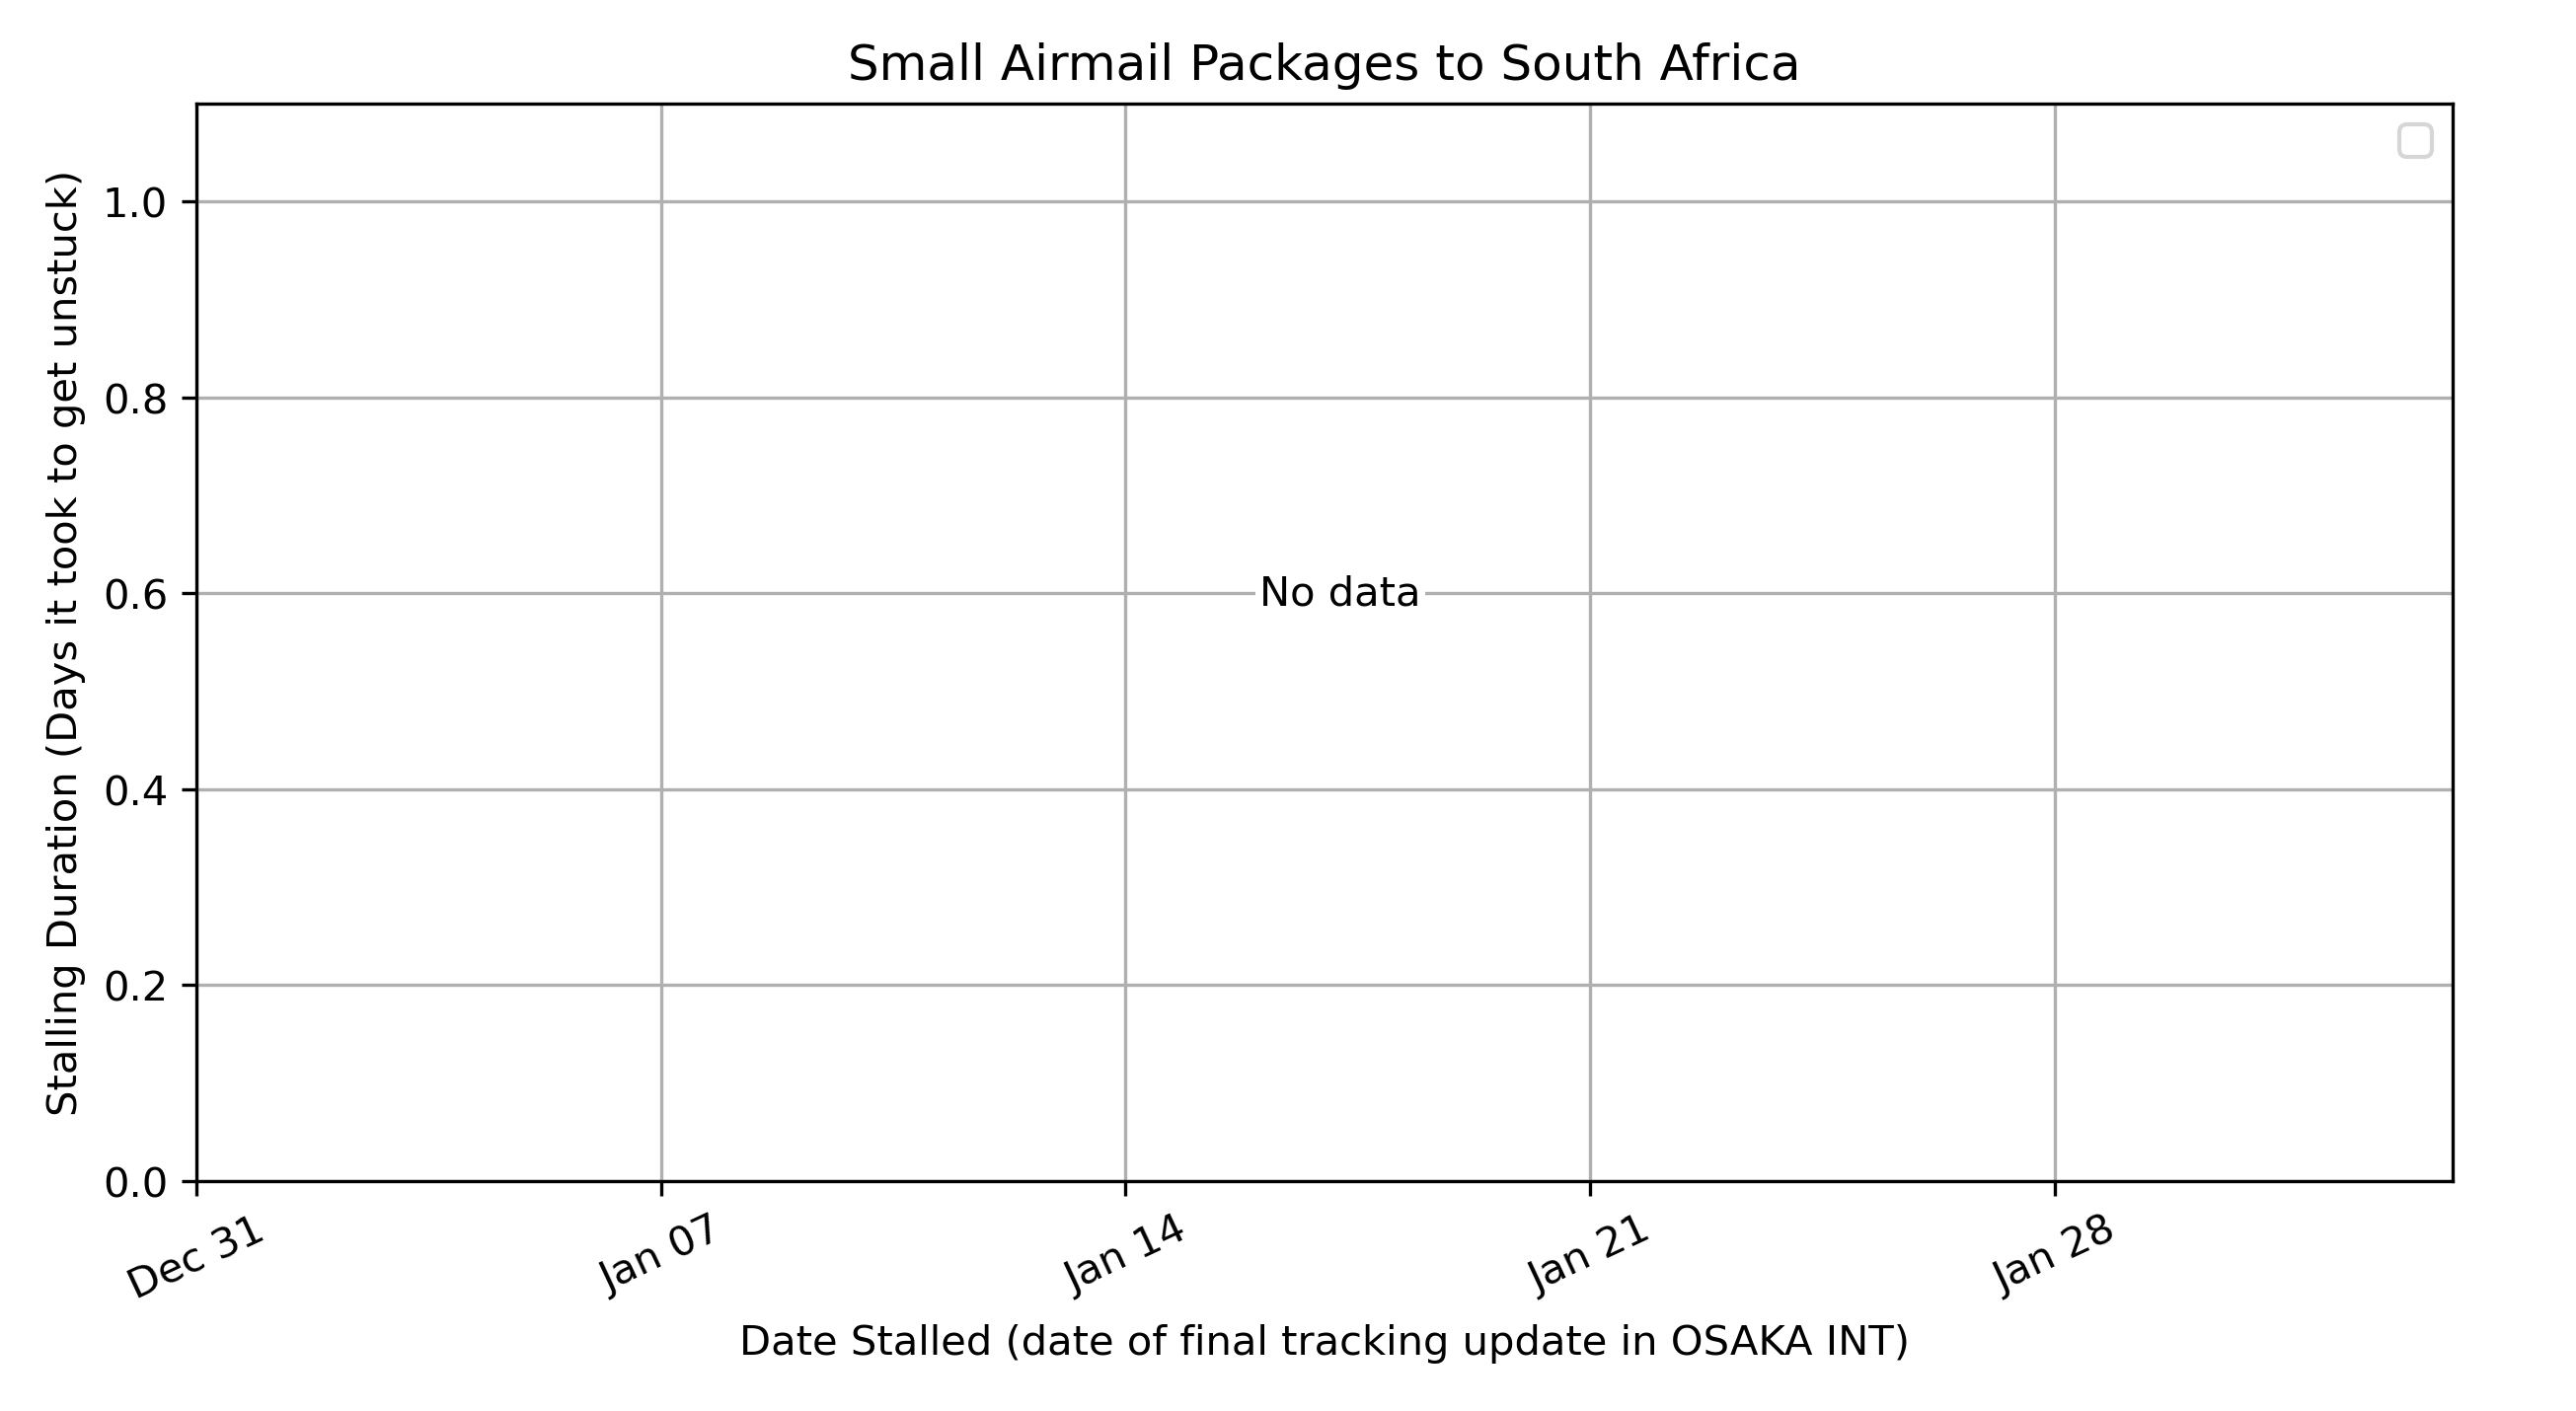 Small Airmail Packages to South Africa
Stalling Duration (Days it took to get unstuck)
1.0
0.8
0.6
0.4
0.2
0.0
No data
Dec 31
Jan 07
Jan 14
Jan 21
Jan 28
Date Stalled (date of final tracking update in OSAKA INT)